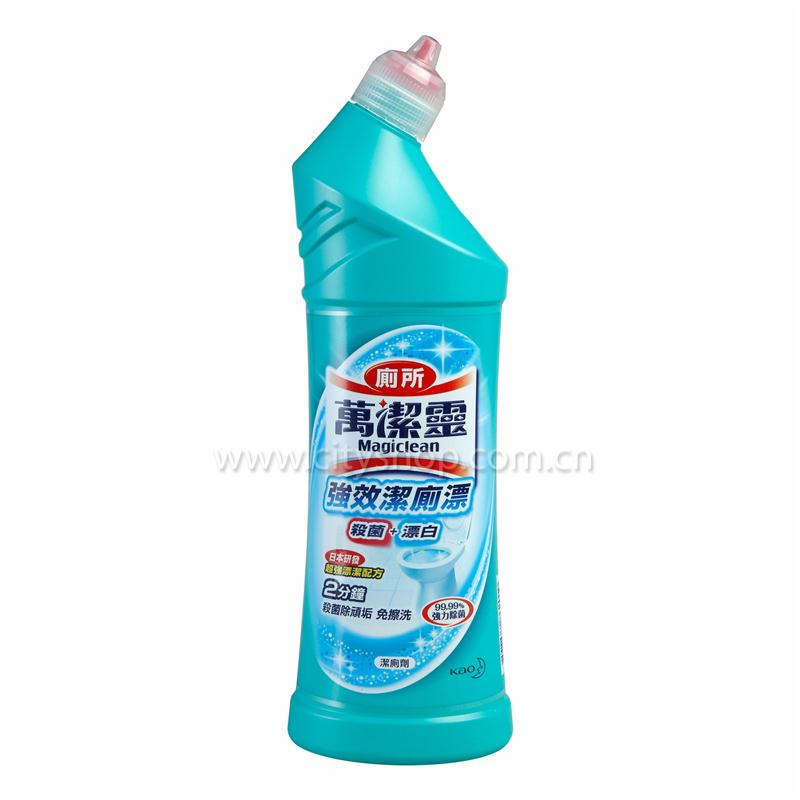 廁所
萬潔靈
Magiclean
www.cityshop.com.cn
強效潔廁漂
殺菌+漂白
日本研發
超強漂潔配方
2分鐘
殺菌除頑垢 免擦洗
99.99%
強力除菌
潔廁劑
Kao